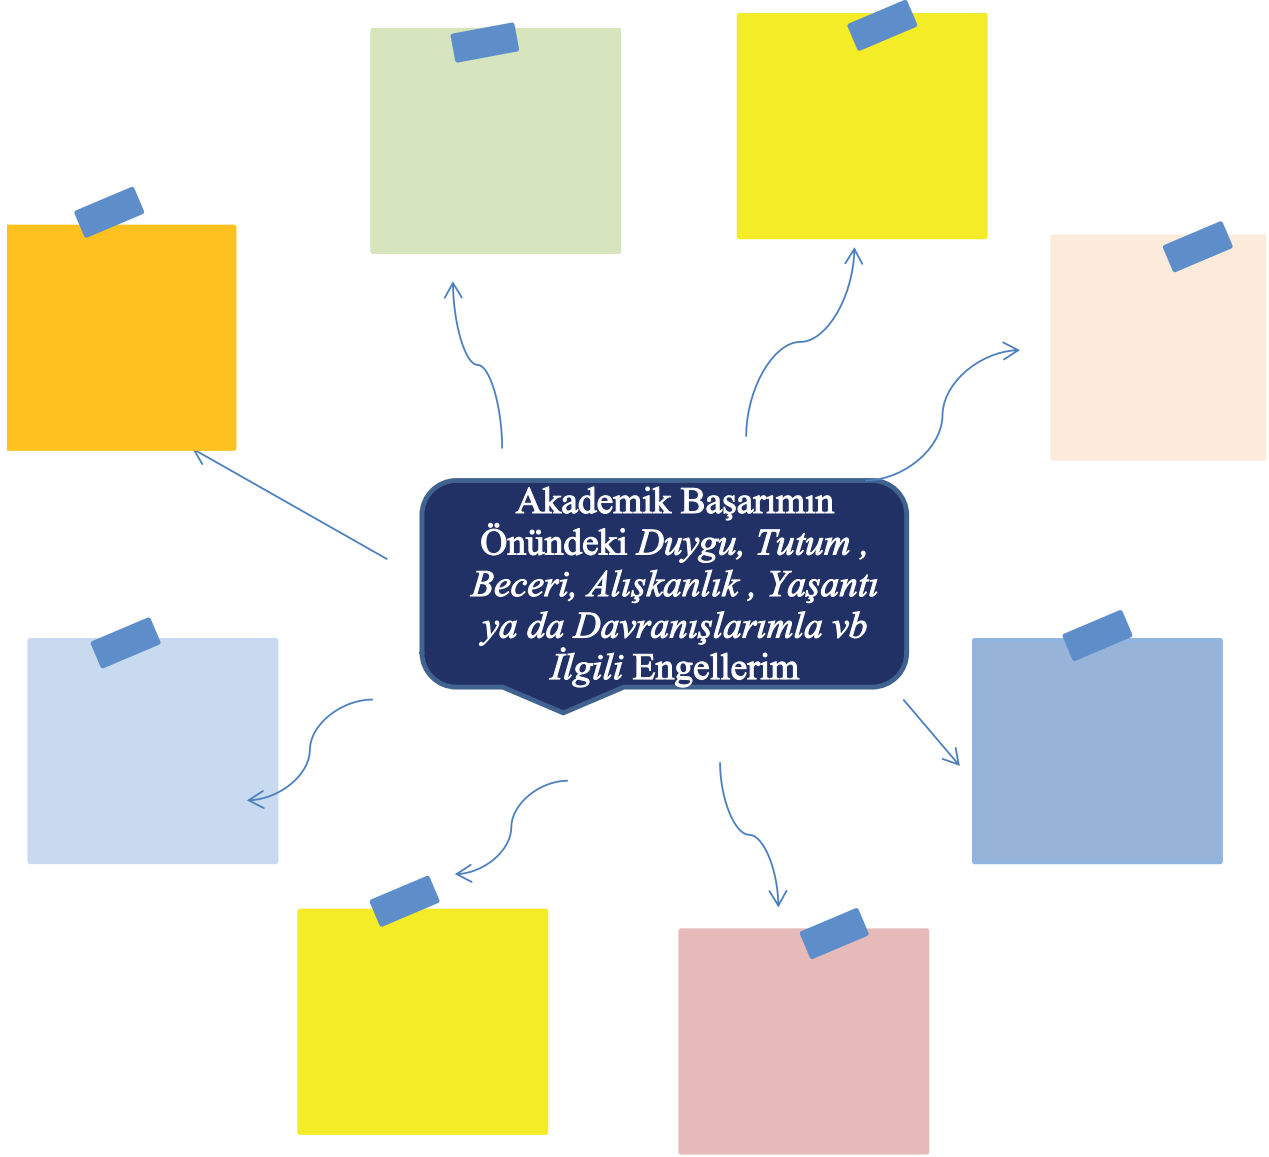 Akademik Başarımın
Önündeki Duygu, Tutum ,
Beceri, Alışkanlık , Yaşantı
ya da Davranışlarımla vb
İlgili Engellerim